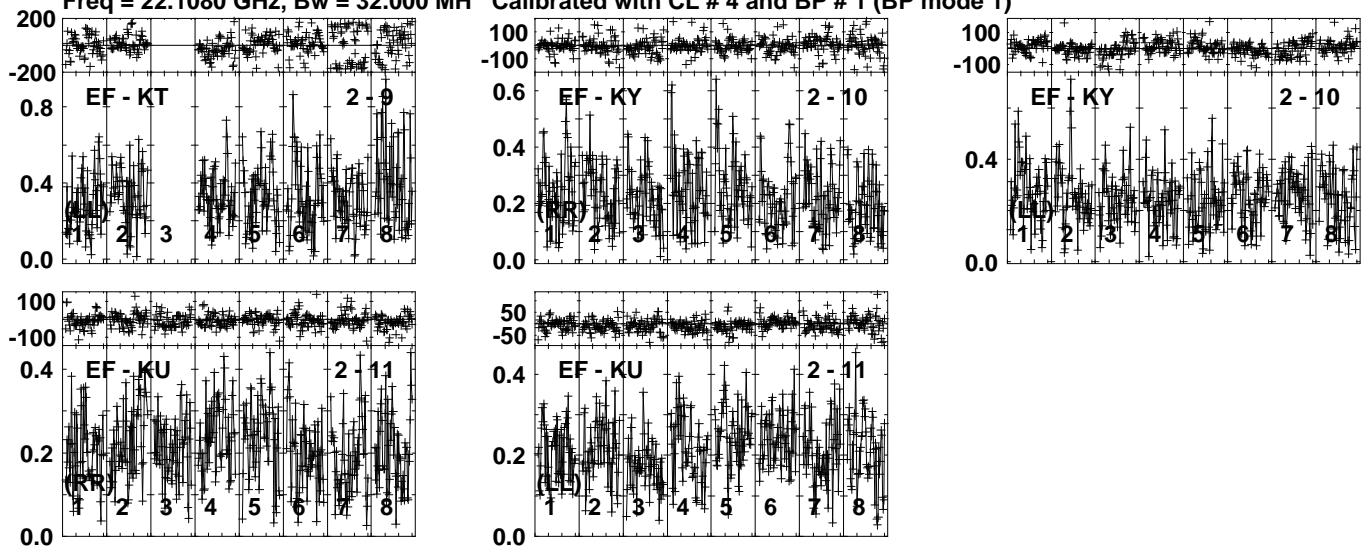 Freq = 22.1080 GHz, Bw = 32.000 MH Calibrated with CL # 4 and BP # 1 (BP mode 1)
200
-200
EF - KT 2 - 9
0.8
0.4
0.0
(LL)
1 2 3 4 5 6 7 8
100
-100
EF - KY 2 - 10
0.6
0.4
0.2
0.0
(RR)
1 2 3 4 5 6 7 8
100
-100
EF - KY 2 - 10
0.4
0.0
(LL)
1 2 3 4 5 6 7 8
100
-100
EF - KU 2 - 11
0.4
0.2
0.0
(RR)
1 2 3 4 5 6 7 8
50
-50
EF - KU 2 - 11
0.4
0.2
0.0
(LL)
1 2 3 4 5 6 7 8